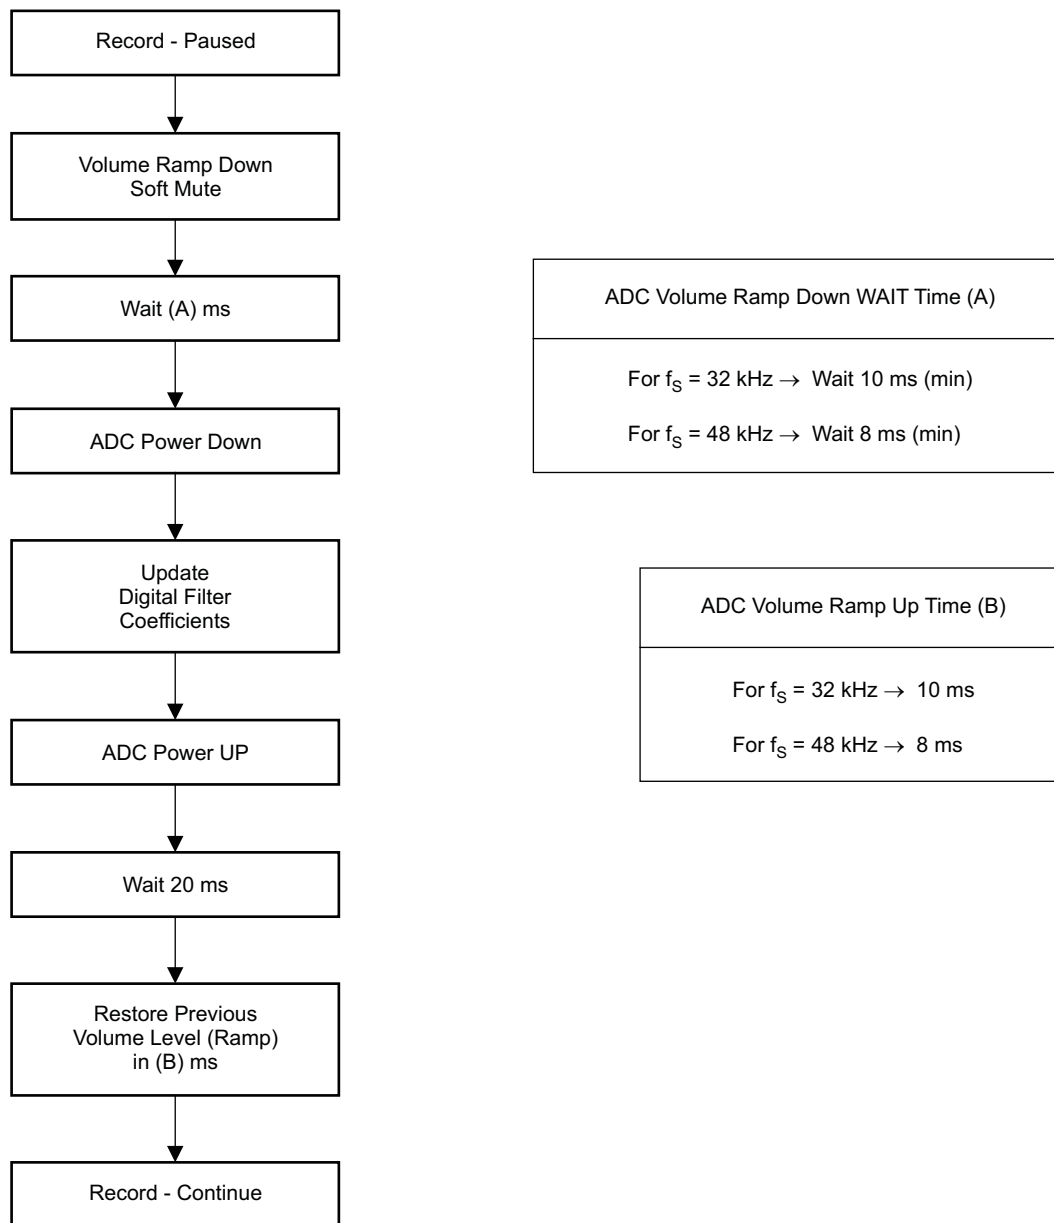 Record - Paused
Volume Ramp Down
Soft Mute
Wait (A) ms
ADC Power Down
Update
Digital Filter
Coefficients
ADC Power UP
Wait 20 ms
Restore Previous
Volume Level (Ramp)
in (B) ms
Record - Continue
ADC Volume Ramp Down WAIT Time (A)
For fS = 32 kHz → Wait 10 ms (min)
For fS = 48 kHz → Wait 8 ms (min)
ADC Volume Ramp Up Time (B)
For fS = 32 kHz → 10 ms
For fS = 48 kHz → 8 ms